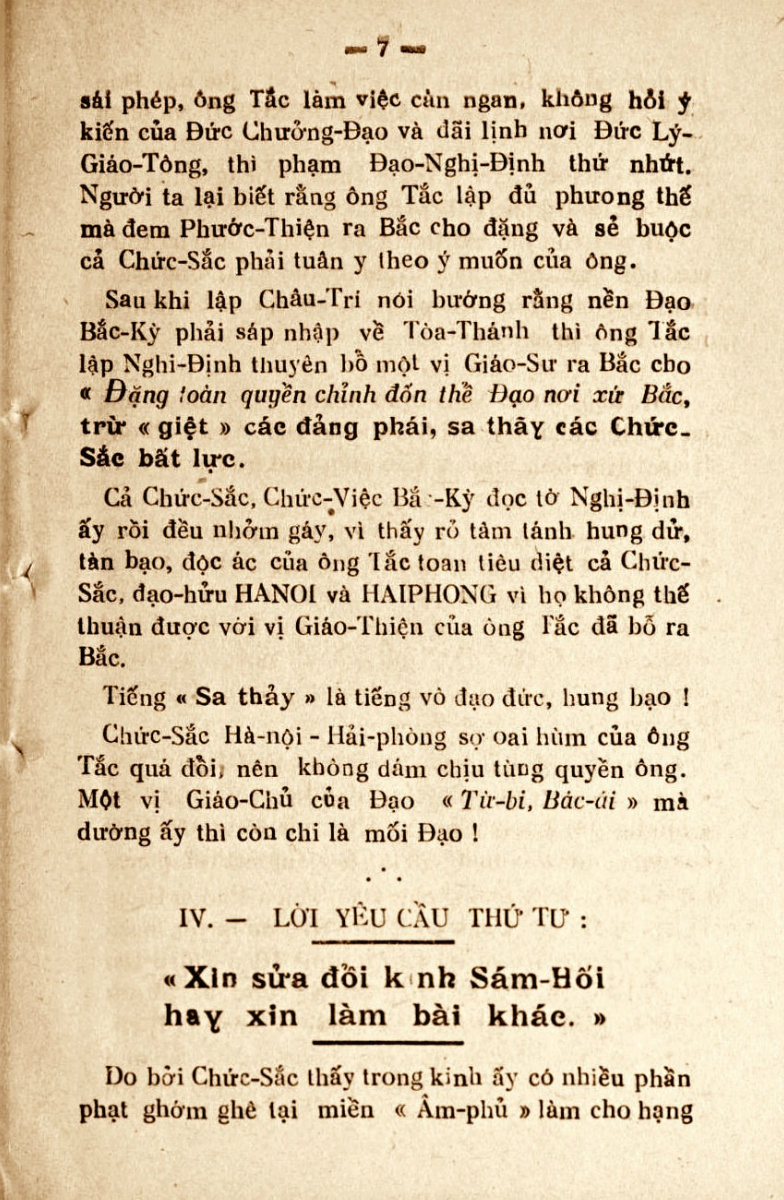 — 7 —
sái phép, ông Tắc làm việc càn ngan, không hỏi ý
kiến của Đức Chưởng-Đạo và dãi lịnh nơi Đức Lý-
Giáo-Tông, thì phạm Đạo-Nghị-Định thứ nhứt.
Người ta lại biết rằng ông Tắc lập đủ phương thế
mà đem Phước-Thiện ra Bắc cho đặng và sẻ buộc
cả Chức-Sắc phải tuân y theo ý muốn của ông.
Sau khi lập Châu-Tri nói bướng rằng nền Đạo
Bắc-Kỳ phải sáp nhập về Tòa-Thánh thì ông Tắc
lập Nghi-Định thuyên bổ một vị Giáo-Sư ra Bắc cho
« Đặng toàn quyền chỉnh đốn thể Đạo nơi xứ Bắc,
trừ « giệt » các đảng phái, sa thãy các Chức-
Sắc bất lực.
Cả Chức-Sắc, Chức-Việc Bắ -Kỳ đọc tờ Nghị-Định
ấy rồi đều nhởm gáy, vì thấy rỏ tâm tánh hung dử,
tàn bạo, độc ác của ông Tắc toan tiêu diệt cả Chức-
Sắc, đạo-hửu HANOI và HAIPHONG vì họ không thể
thuận được với vị Giáo-Thiện của ông Tắc đã bỗ ra
Bắc.
Tiếng « Sa thảy » là tiếng vô đạo đức, hung bạo !
Chức-Sắc Hà-nội - Hải-phòng sợ oai hùm của ông
Tắc quá đổi, nên không dám chịu tùng quyền ông.
Một vị Giáo-Chủ của Đạo « Từ-bi, Bác-ái » mà
dường ấy thì còn chi là mối Đạo !
IV. — LỜI YÊU CẦU THỨ TƯ :
« Xin sửa đổi k nh Sám-Hối
hay xin làm bài khác. »
Do bởi Chức-Sắc thấy trong kinh ấy có nhiều phần
phạt ghớm ghê tại miền « Âm-phủ » làm cho hạng